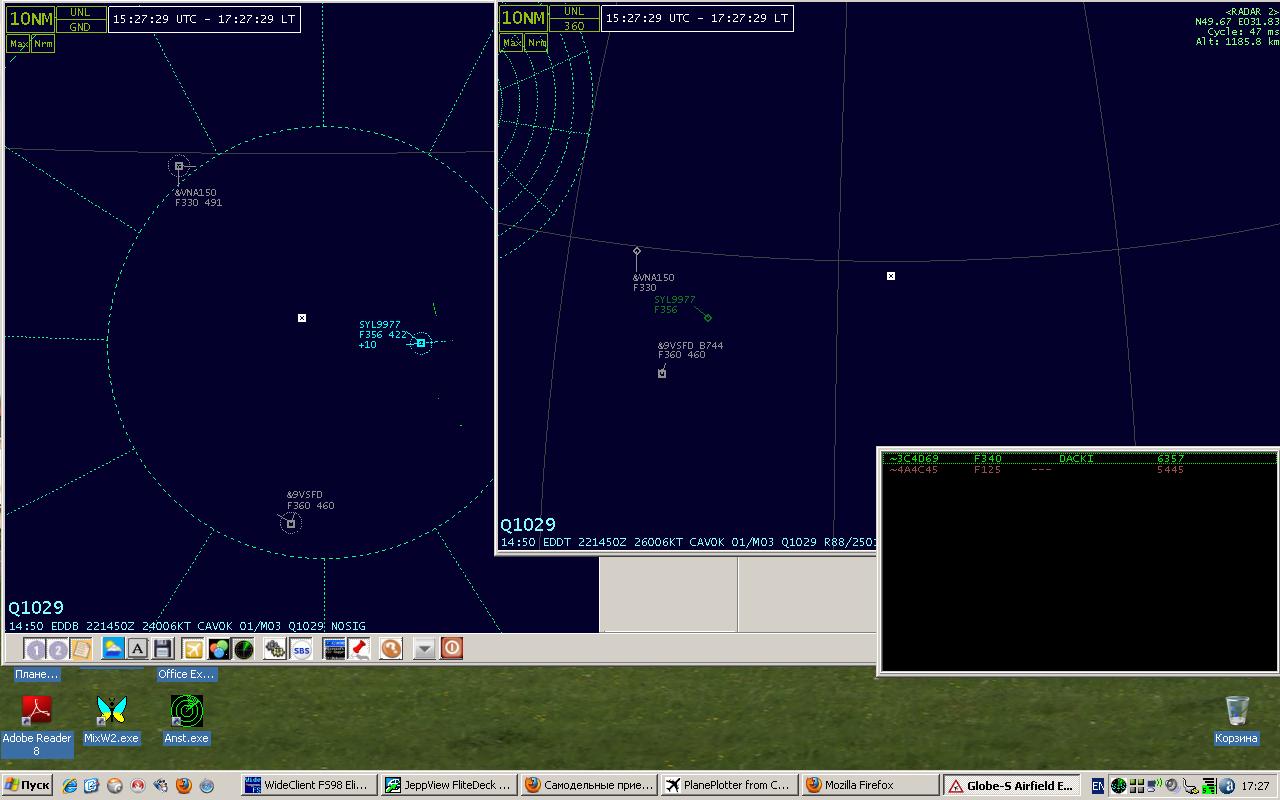 10NM
UNL
GND
15:27:29 UTC - 17:27:29 LT
Max Nrm
&VNA150
F330 491
SYL9977
F356 422
+10
&9VSFD
F360 460
Q1029
14:50 EDDB 221450Z 24006KT CAVOK 01/M03 Q1029 NOSIG
10NM
UNL
360
15:27:29 UTC - 17:27:29 LT
Max Nrm
<RADAR 2>
N49.67 E031.83
Cycle: 47 ms
Alt: 1185.8 km
&VNA150
F330
SYL9977
F356
&9VSFD B744
F360 460
Q1029
14:50 EDDT 221450Z 26006KT CAVOK 01/M03 Q1029 R88/2501
~3C4D69 F340 DACKI 6357
~4A4C45 F125 --- 5445
1 2 A SBS
Плане...
Office Ex...
Adobe Reader 8
MixW2.exe
Anst.exe
Корзина
Пуск
WideClient FS98 Eli...
JeppView FliteDeck ...
Самодельные прие...
PlanePlotter from C...
Mozilla Firefox
Globe-S Airfield E...
EN
17:27